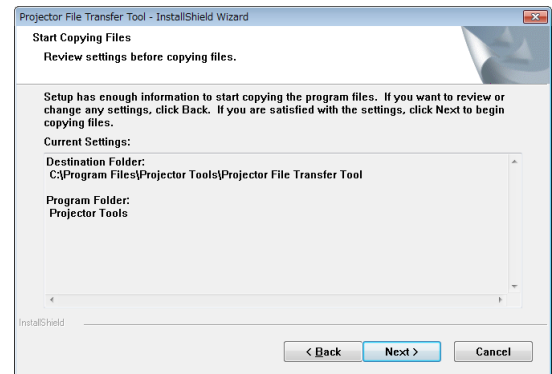 Projector File Transfer Tool - InstallShield Wizard
Start Copying Files
Review settings before copying files.
Setup has enough information to start copying the program files.  If you want to review or
change any settings, click Back.  If you are satisfied with the settings, click Next to begin
copying files.
Current Settings:
Destination Folder:
C:\Program Files\Projector Tools\Projector File Transfer Tool
Program Folder:
Projector Tools
InstallShield
< Back
Next >
Cancel